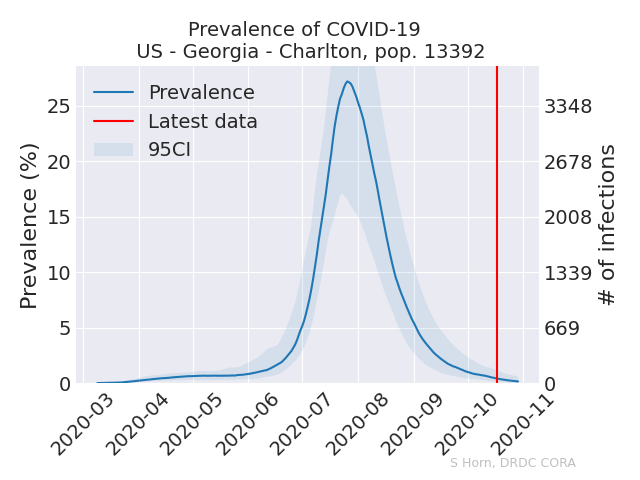 Prevalence of COVID-19
US - Georgia - Charlton, pop. 13392
Prevalence
Latest data
95CI
Prevalence (%)
25
20
15
10
5
0
3348
2678
2008
1339
669
0
# of infections
2020-03
2020-04
2020-05
2020-06
2020-07
2020-08
2020-09
2020-10
2020-11
S Horn, DRDC CORA